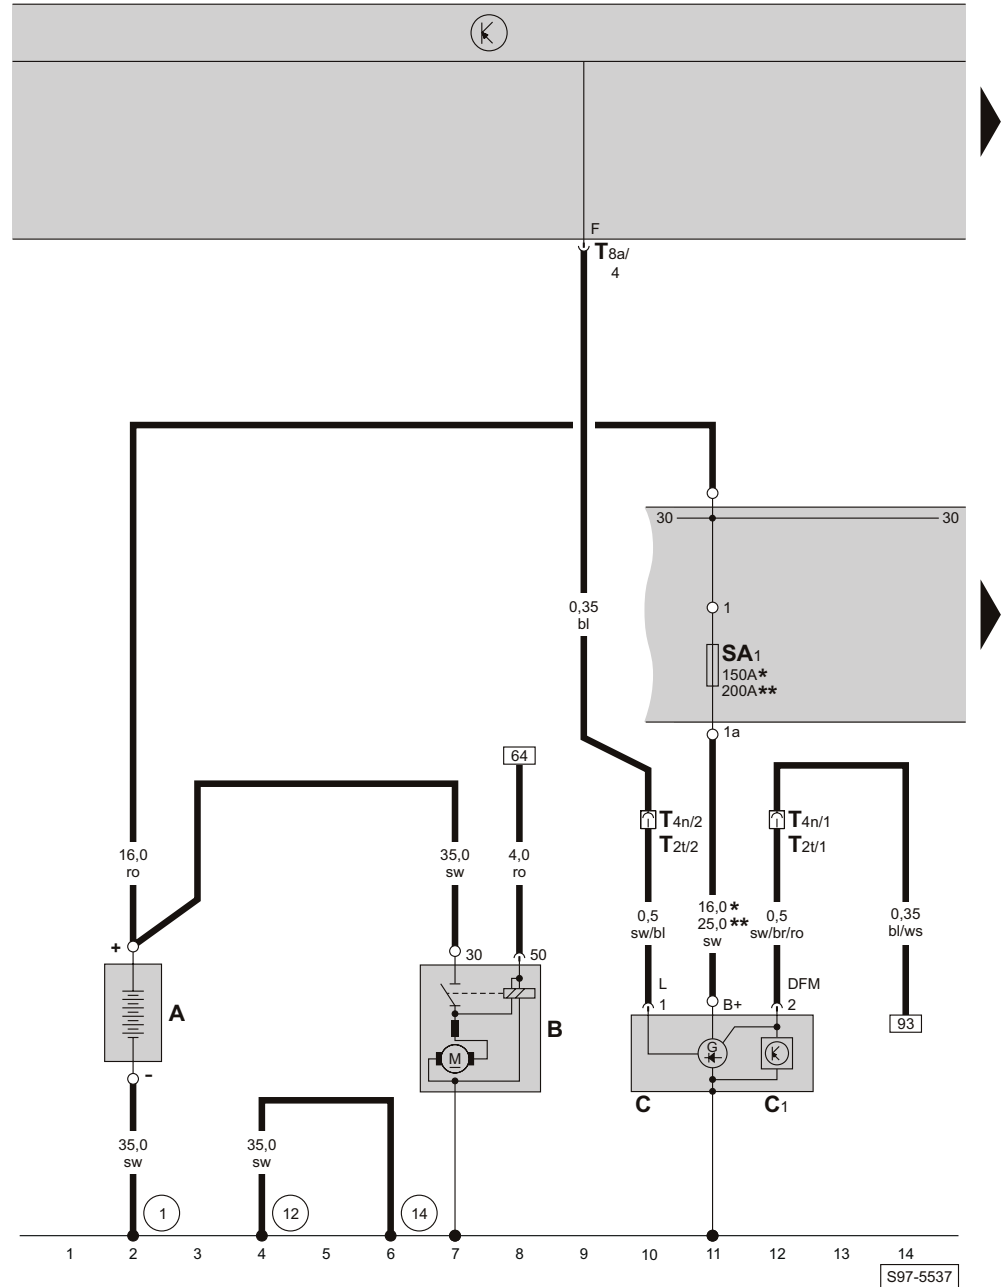 F
T8a/
4
30
30
1
SA1
150A*
200A**
1a
0,35
bl
64
T4n/2
T2t/2
T4n/1
T2t/1
16,0
ro
35,0
sw
4,0
ro
0,5
sw/bl
16,0*
25,0**
sw
0,5
sw/br/ro
0,35
bl/ws
+
30
50
A
-
M
B
L
1
B+
DFM
2
G
93
C
C1
35,0
sw
35,0
sw
1
12
14
1 2 3 4 5 6 7 8 9 10 11 12 13 14
S97-5537